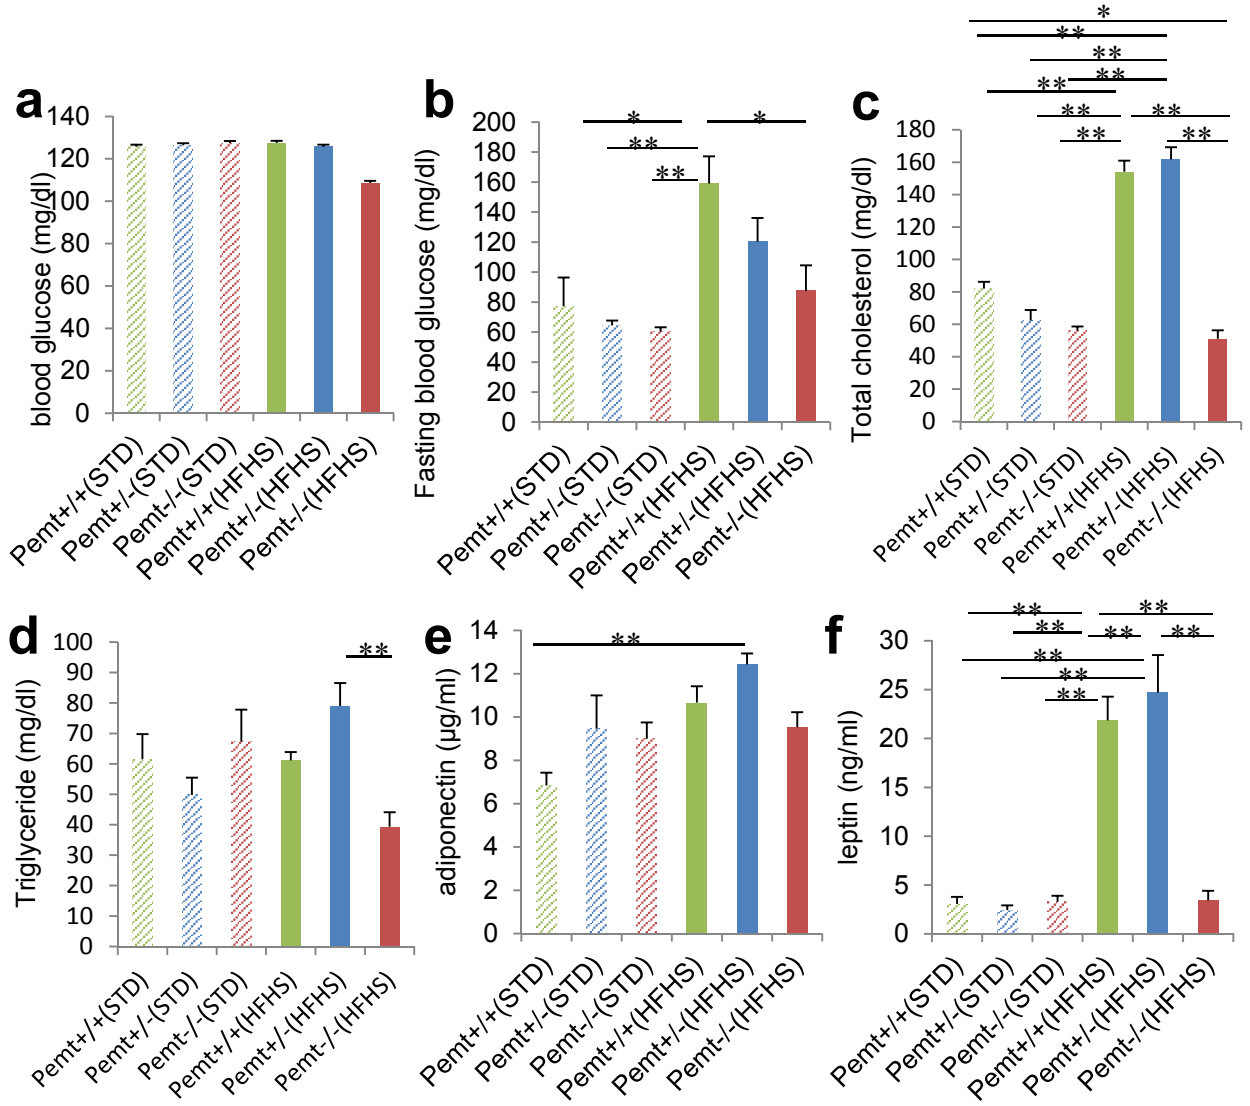 a
blood glucose (mg/dl)
140
120
100
80
60
40
20
0
Pemt+/+(STD)
Pemt+/-(STD)
Pemt-/-(STD)
Pemt+/+(HFHS)
Pemt+/-(HFHS)
Pemt-/-(HFHS)
b
Fasting blood glucose (mg/dl)
* *
**
**
200
180
160
140
120
100
80
60
40
20
0
Pemt+/+(STD)
Pemt+/-(STD)
Pemt-/-(STD)
Pemt+/+(HFHS)
Pemt+/-(HFHS)
Pemt-/-(HFHS)
c
Total cholesterol (mg/dl)
*
**
**
**
**
** **
** **
180
160
140
120
100
80
60
40
20
0
Pemt+/+(STD)
Pemt+/-(STD)
Pemt-/-(STD)
Pemt+/+(HFHS)
Pemt+/-(HFHS)
Pemt-/-(HFHS)
d
Triglyceride (mg/dl)
**
100
90
80
70
60
50
40
30
20
10
0
Pemt+/+(STD)
Pemt+/-(STD)
Pemt-/-(STD)
Pemt+/+(HFHS)
Pemt+/-(HFHS)
Pemt-/-(HFHS)
e
adiponectin (µg/ml)
**
14
12
10
8
6
4
2
0
Pemt+/+(STD)
Pemt+/-(STD)
Pemt-/-(STD)
Pemt+/+(HFHS)
Pemt+/-(HFHS)
Pemt-/-(HFHS)
f
leptin (ng/ml)
** **
** ** **
**
**
**
30
25
20
15
10
5
0
Pemt+/+(STD)
Pemt+/-(STD)
Pemt-/-(STD)
Pemt+/+(HFHS)
Pemt+/-(HFHS)
Pemt-/-(HFHS)